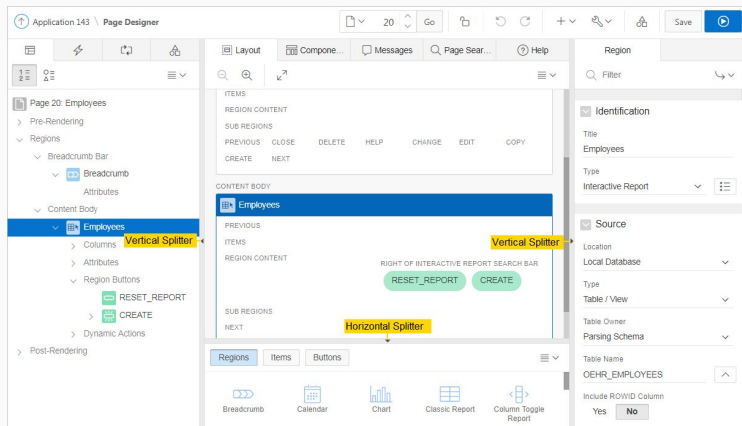 Application 143 \ Page Designer
20 Go Save
Layout Compone... Messages Page Sear... Help Region
Filter
Page 20: Employees
Pre-Rendering
Regions
Breadcrumb Bar
Breadcrumb
Attributes
Content Body
Employees
Columns
Vertical Splitter
Attributes
Region Buttons
RESET_REPORT
CREATE
Dynamic Actions
Post-Rendering
ITEMS
REGION CONTENT
SUB REGIONS
PREVIOUS CLOSE DELETE HELP CHANGE EDIT COPY
CREATE NEXT
CONTENT BODY
Employees
PREVIOUS
ITEMS
Vertical Splitter
REGION CONTENT
RIGHT OF INTERACTIVE REPORT SEARCH BAR
RESET_REPORT CREATE
SUB REGIONS
NEXT
Horizontal Splitter
Regions Items Buttons
Breadcrumb Calendar Chart Classic Report Column Toggle
Report
Identification
Title
Employees
Type
Interactive Report
Source
Location
Local Database
Type
Table / View
Table Owner
Parsing Schema
Table Name
OEHR_EMPLOYEES
Include ROWID Column
Yes No